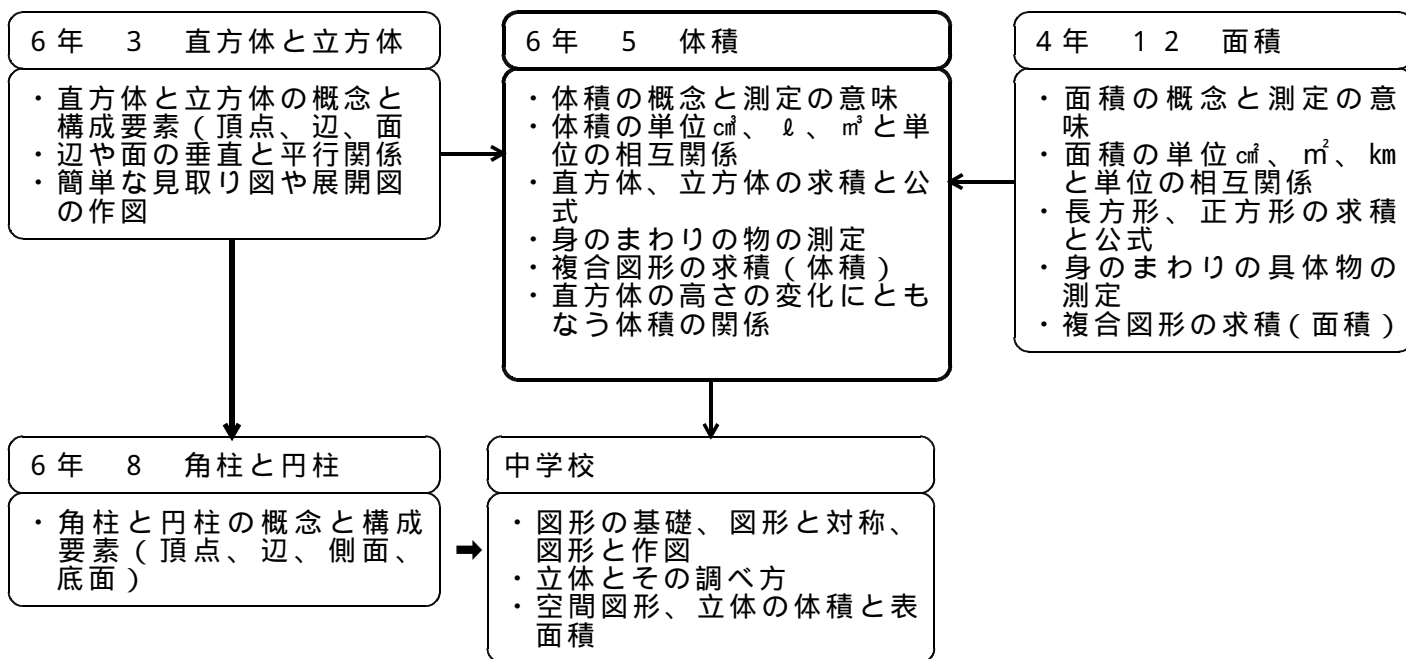 6年 3 直方体と立方体
・直方体と立方体の概念と
構成要素(頂点、辺、面
・辺や面の垂直と平行関係
・簡単な見取り図や展開図
の作図
6年 5 体積
・体積の概念と測定の意味
・体積の単位㎤、ℓ、㎥と単
位の相互関係
・直方体、立方体の求積と公
式
・身のまわりの物の測定
・複合図形の求積(体積)
・直方体の高さの変化にとも
なう体積の関係
4年 12 面積
・面積の概念と測定の意
味
・面積の単位㎠、㎡、km
と単位の相互関係
・長方形、正方形の求積
と公式
・身のまわりの具体物の
測定
・複合図形の求積(面積)
6年 8 角柱と円柱
・角柱と円柱の概念と構成
要素(頂点、辺、側面、
底面)
中学校
・図形の基礎、図形と対称、
図形と作図
・立体とその調べ方
・空間図形、立体の体積と表
面積